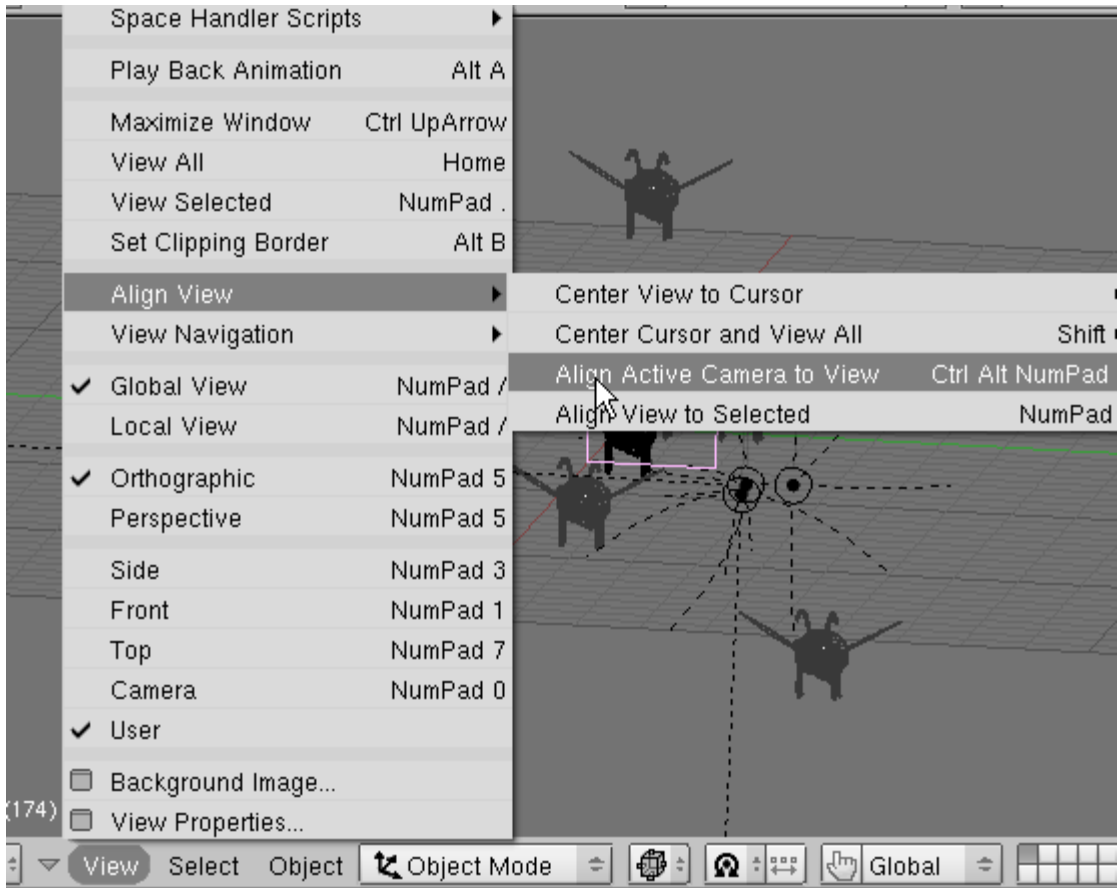 Space Handler Scripts
Play Back Animation Alt A
Maximize Window Ctrl UpArrow
View All Home
View Selected NumPad .
Set Clipping Border Alt B
Align View
View Navigation
Global View NumPad /
Local View NumPad /
Orthographic NumPad 5
Perspective NumPad 5
Side NumPad 3
Front NumPad 1
Top NumPad 7
Camera NumPad 0
User
Background Image...
View Properties...
Center View to Cursor
Center Cursor and View All Shift
Align Active Camera to View Ctrl Alt NumPad
Align View to Selected NumPad
(174)
View Select Object Object Mode Global